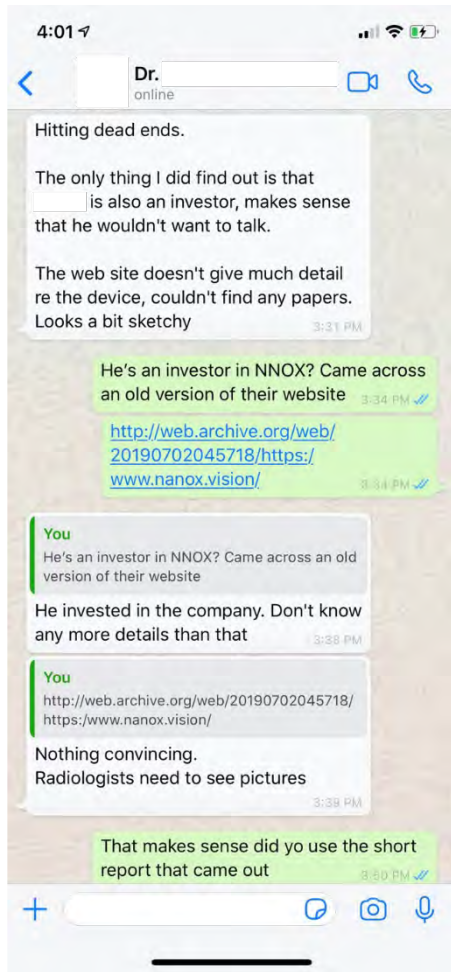 4:01
Dr.
online
Hitting dead ends.
The only thing I did find out is that
is also an investor, makes sense
that he wouldn't want to talk.
The web site doesn't give much detail
re the device, couldn't find any papers.
Looks a bit sketchy
3:31 PM
He's an investor in NNOX? Came across
an old version of their website 3:34 PM
http://web.archive.org/web/
20190702045718/https:/
www.nanox.vision/ 3:34 PM
You
He's an investor in NNOX? Came across an old
version of their website
He invested in the company. Don't know
any more details than that 3:38 PM
You
http://web.archive.org/web/20190702045718/
https:/www.nanox.vision/
Nothing convincing.
Radiologists need to see pictures
3:39 PM
That makes sense did yo use the short
report that came out 3:50 PM